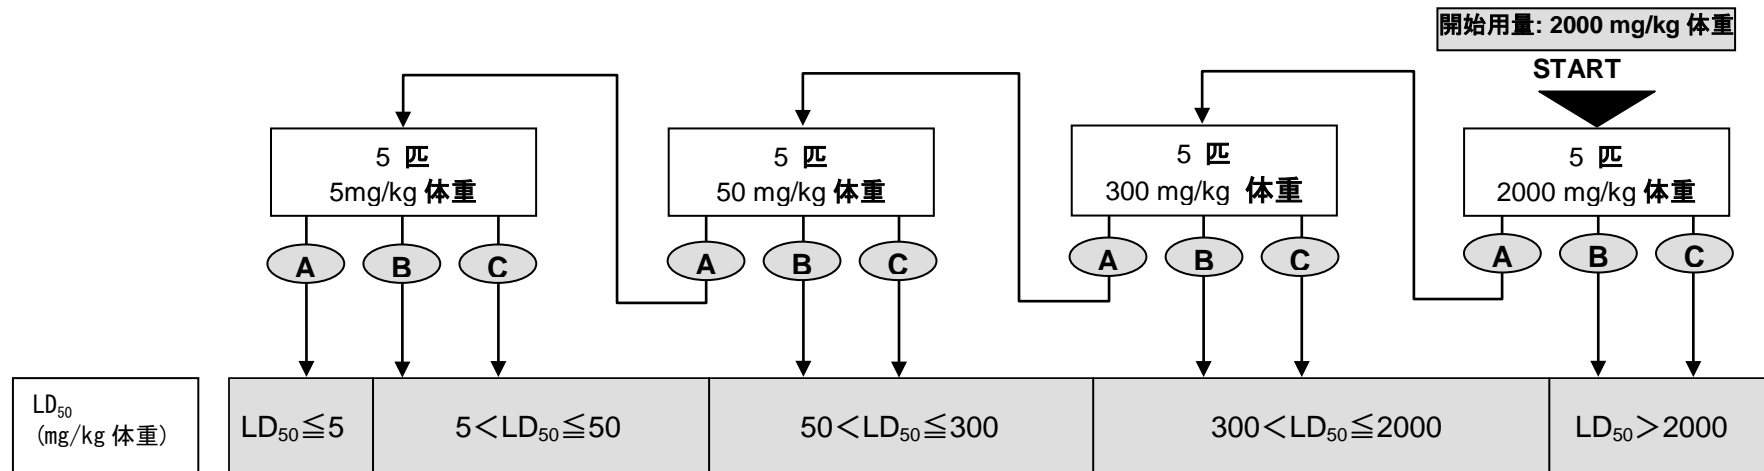 開始用量: 2000 mg/kg 体重
START
5 匹
5mg/kg 体重
5 匹
50 mg/kg 体重
5 匹
300 mg/kg 体重
5 匹
2000 mg/kg 体重
A B C A B C A B C A B C
LD₅₀
(mg/kg 体重)
LD₅₀≦5
5<LD₅₀≦50
50<LD₅₀≦300
300<LD₅₀≦2000
LD₅₀>2000